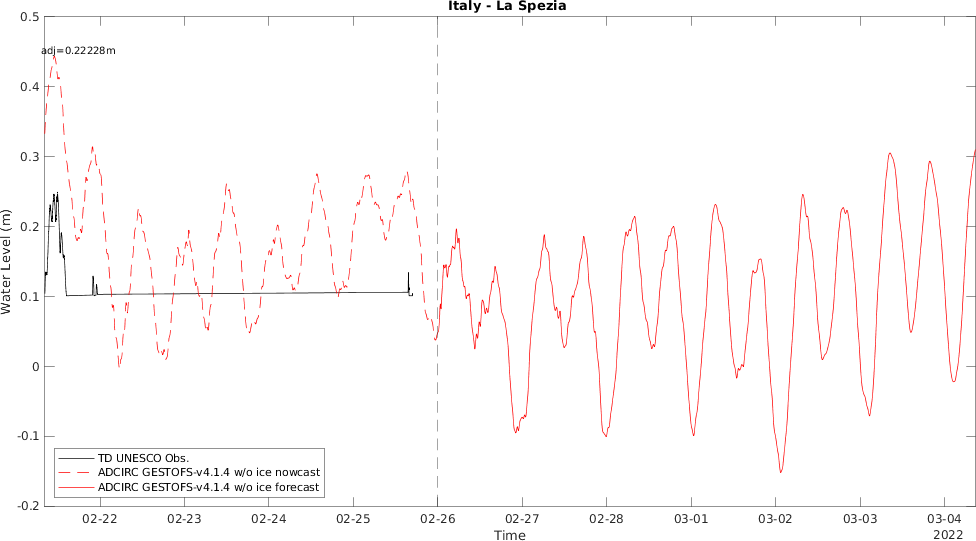 Italy - La Spezia
adj=0.22228m
0.5
0.4
0.3
0.2
0.1
0
-0.1
-0.2
Water Level (m)
TD UNESCO Obs.
ADCIRC GESTOFS-v4.1.4 w/o ice nowcast
ADCIRC GESTOFS-v4.1.4 w/o ice forecast
02-22 02-23 02-24 02-25 02-26 02-27 02-28 03-01 03-02 03-03 03-04
Time
2022